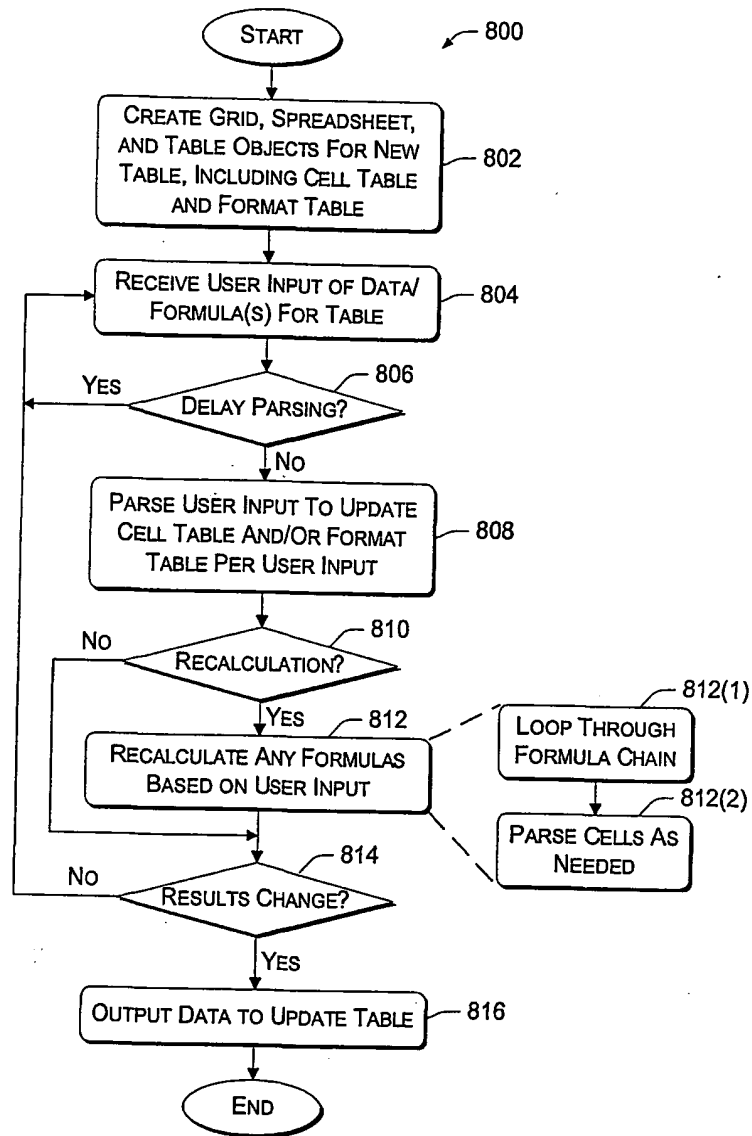 START
800
CREATE GRID, SPREADSHEET,
AND TABLE OBJECTS FOR NEW
TABLE, INCLUDING CELL TABLE
AND FORMAT TABLE
802
RECEIVE USER INPUT OF DATA/
FORMULA(S) FOR TABLE
804
806
YES
DELAY PARSING?
NO
PARSE USER INPUT TO UPDATE
CELL TABLE AND/OR FORMAT
TABLE PER USER INPUT
808
810
NO
RECALCULATION?
YES
812
RECALCULATE ANY FORMULAS
BASED ON USER INPUT
812(1)
LOOP THROUGH
FORMULA CHAIN
812(2)
PARSE CELLS AS
NEEDED
814
NO
RESULTS CHANGE?
YES
OUTPUT DATA TO UPDATE TABLE
816
END